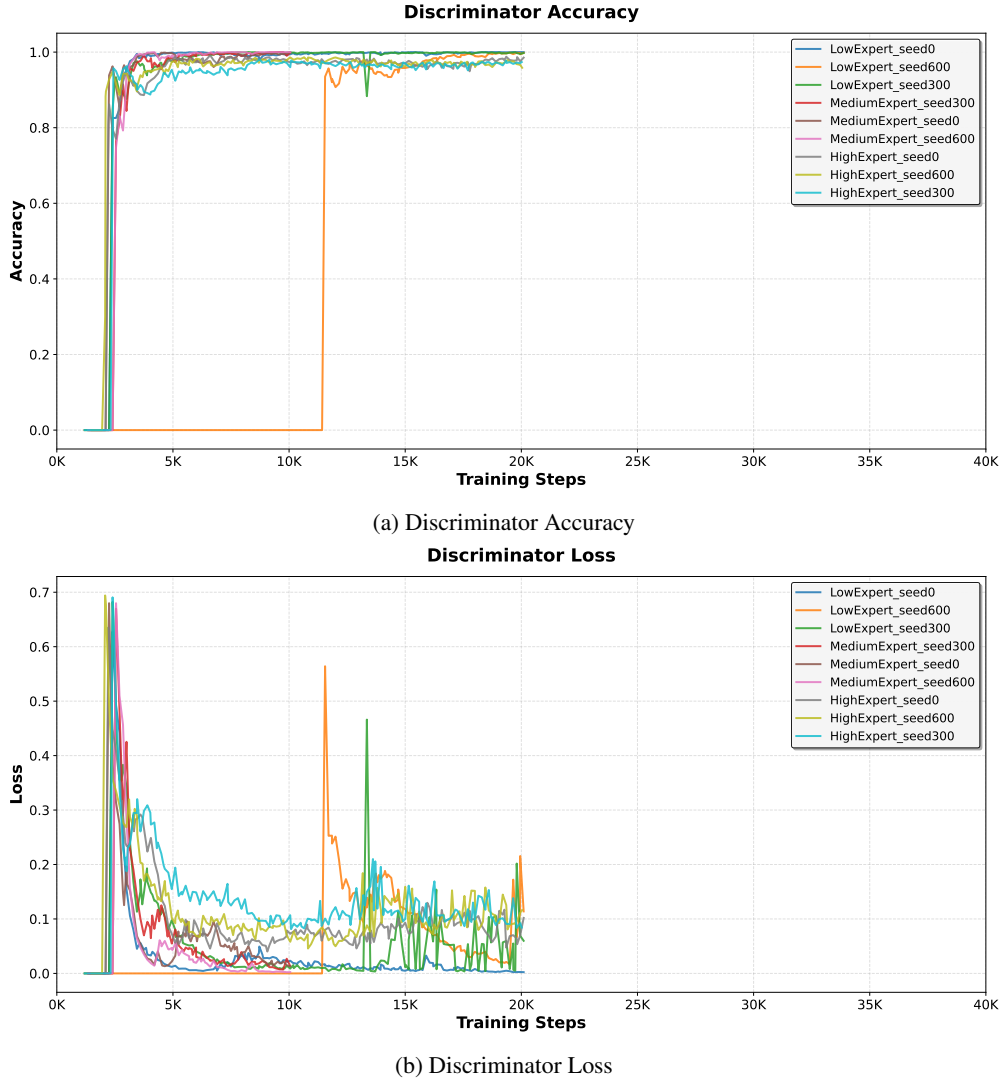 Discriminator Accuracy
1.0
0.8
0.6
0.4
0.2
0.0
Accuracy
0K 5K 10K 15K 20K 25K 30K 35K 40K
Training Steps
LowExpert_seed0
LowExpert_seed600
LowExpert_seed300
MediumExpert_seed300
MediumExpert_seed0
MediumExpert_seed600
HighExpert_seed0
HighExpert_seed600
HighExpert_seed300
(a) Discriminator Accuracy
Discriminator Loss
0.7
0.6
0.5
0.4
0.3
0.2
0.1
0.0
Loss
0K 5K 10K 15K 20K 25K 30K 35K 40K
Training Steps
LowExpert_seed0
LowExpert_seed600
LowExpert_seed300
MediumExpert_seed300
MediumExpert_seed0
MediumExpert_seed600
HighExpert_seed0
HighExpert_seed600
HighExpert_seed300
(b) Discriminator Loss